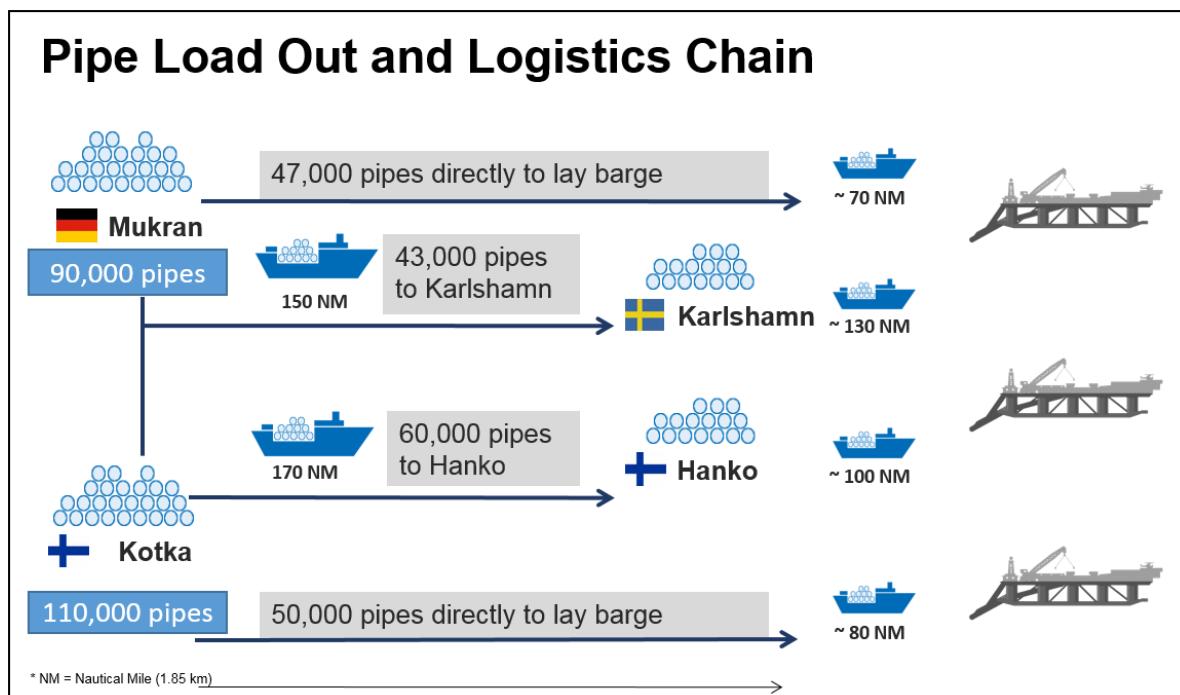 Pipe Load Out and Logistics Chain
47,000 pipes directly to lay barge
~ 70 NM
Mukran
90,000 pipes
150 NM
43,000 pipes
to Karlshamn
Karlshamn
~ 130 NM
170 NM
60,000 pipes
to Hanko
Hanko
~ 100 NM
Kotka
110,000 pipes
50,000 pipes directly to lay barge
~ 80 NM
* NM = Nautical Mile (1.85 km)